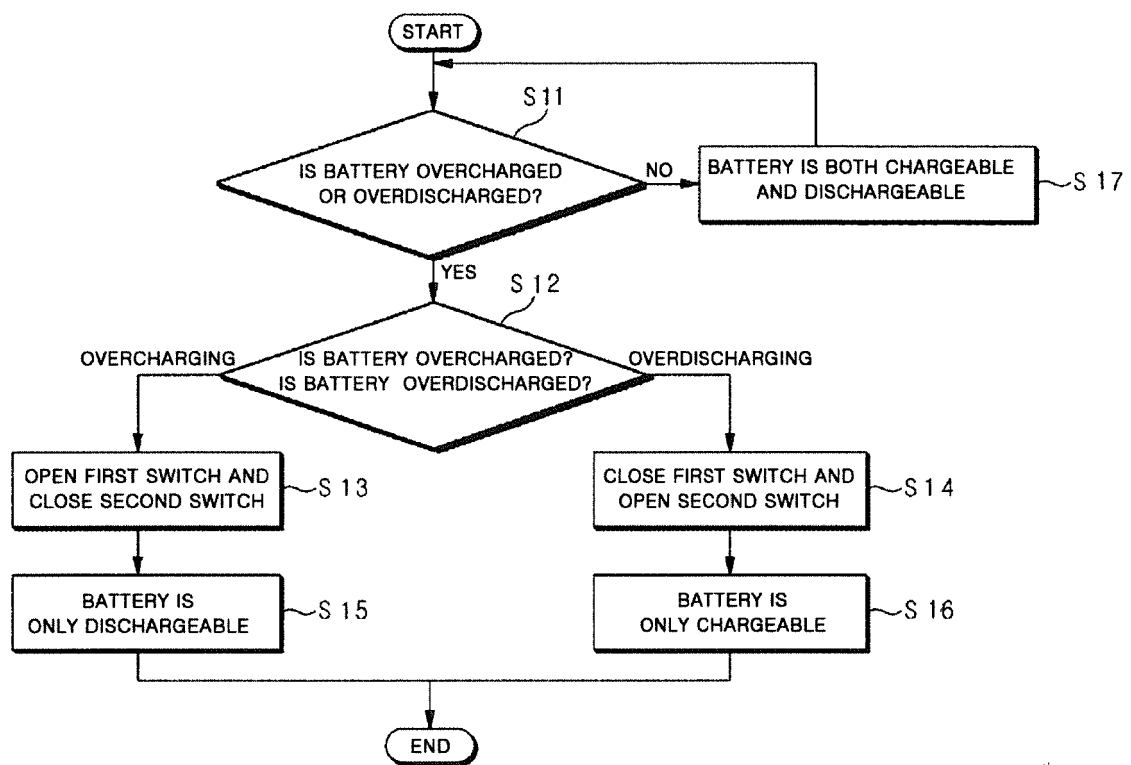 START
S11
IS BATTERY OVERCHARGED
OR OVERDISCHARGED?
NO
BATTERY IS BOTH CHARGEABLE
AND DISCHARGEABLE
S 17
YES
S 12
OVERCHARGING
IS BATTERY OVERCHARGED?
IS BATTERY OVERDISCHARGED?
OVERDISCHARGING
OPEN FIRST SWITCH AND
CLOSE SECOND SWITCH
S 13
CLOSE FIRST SWITCH AND
OPEN SECOND SWITCH
S 14
BATTERY IS
ONLY DISCHARGEABLE
S 15
BATTERY IS
ONLY CHARGEABLE
S 16
END